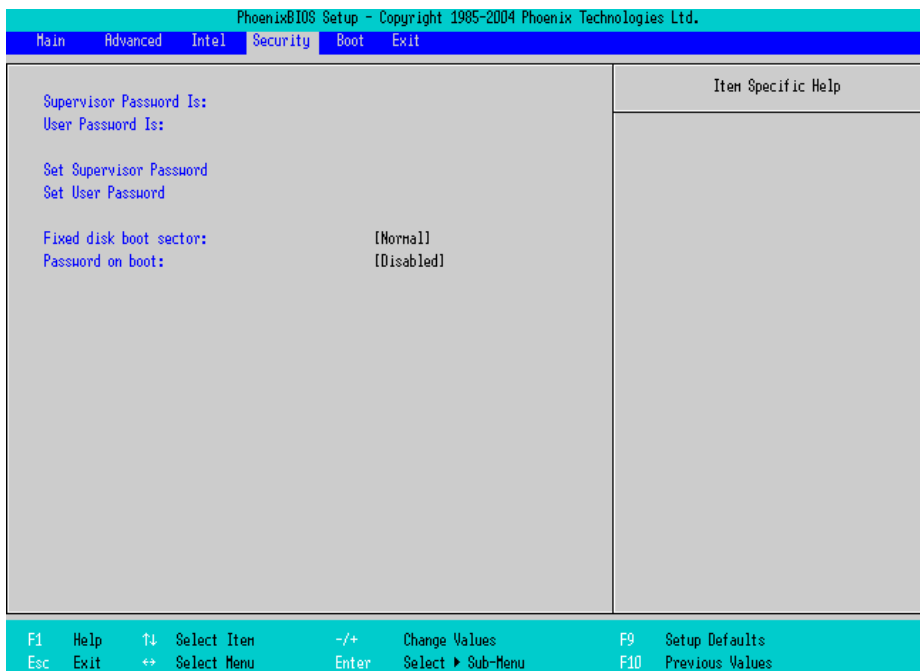 PhoenixBIOS Setup - Copyright 1985-2004 Phoenix Technologies Ltd.
Main Advanced Intel Security Boot Exit
Item Specific Help
Supervisor Password Is:
User Password Is:
Set Supervisor Password
Set User Password
Fixed disk boot sector: [Normal]
Password on boot: [Disabled]
F1 Help ↑↓ Select Item -/+ Change Values F9 Setup Defaults
Esc Exit ↔ Select Menu Enter Select ▶ Sub-Menu F10 Previous Values